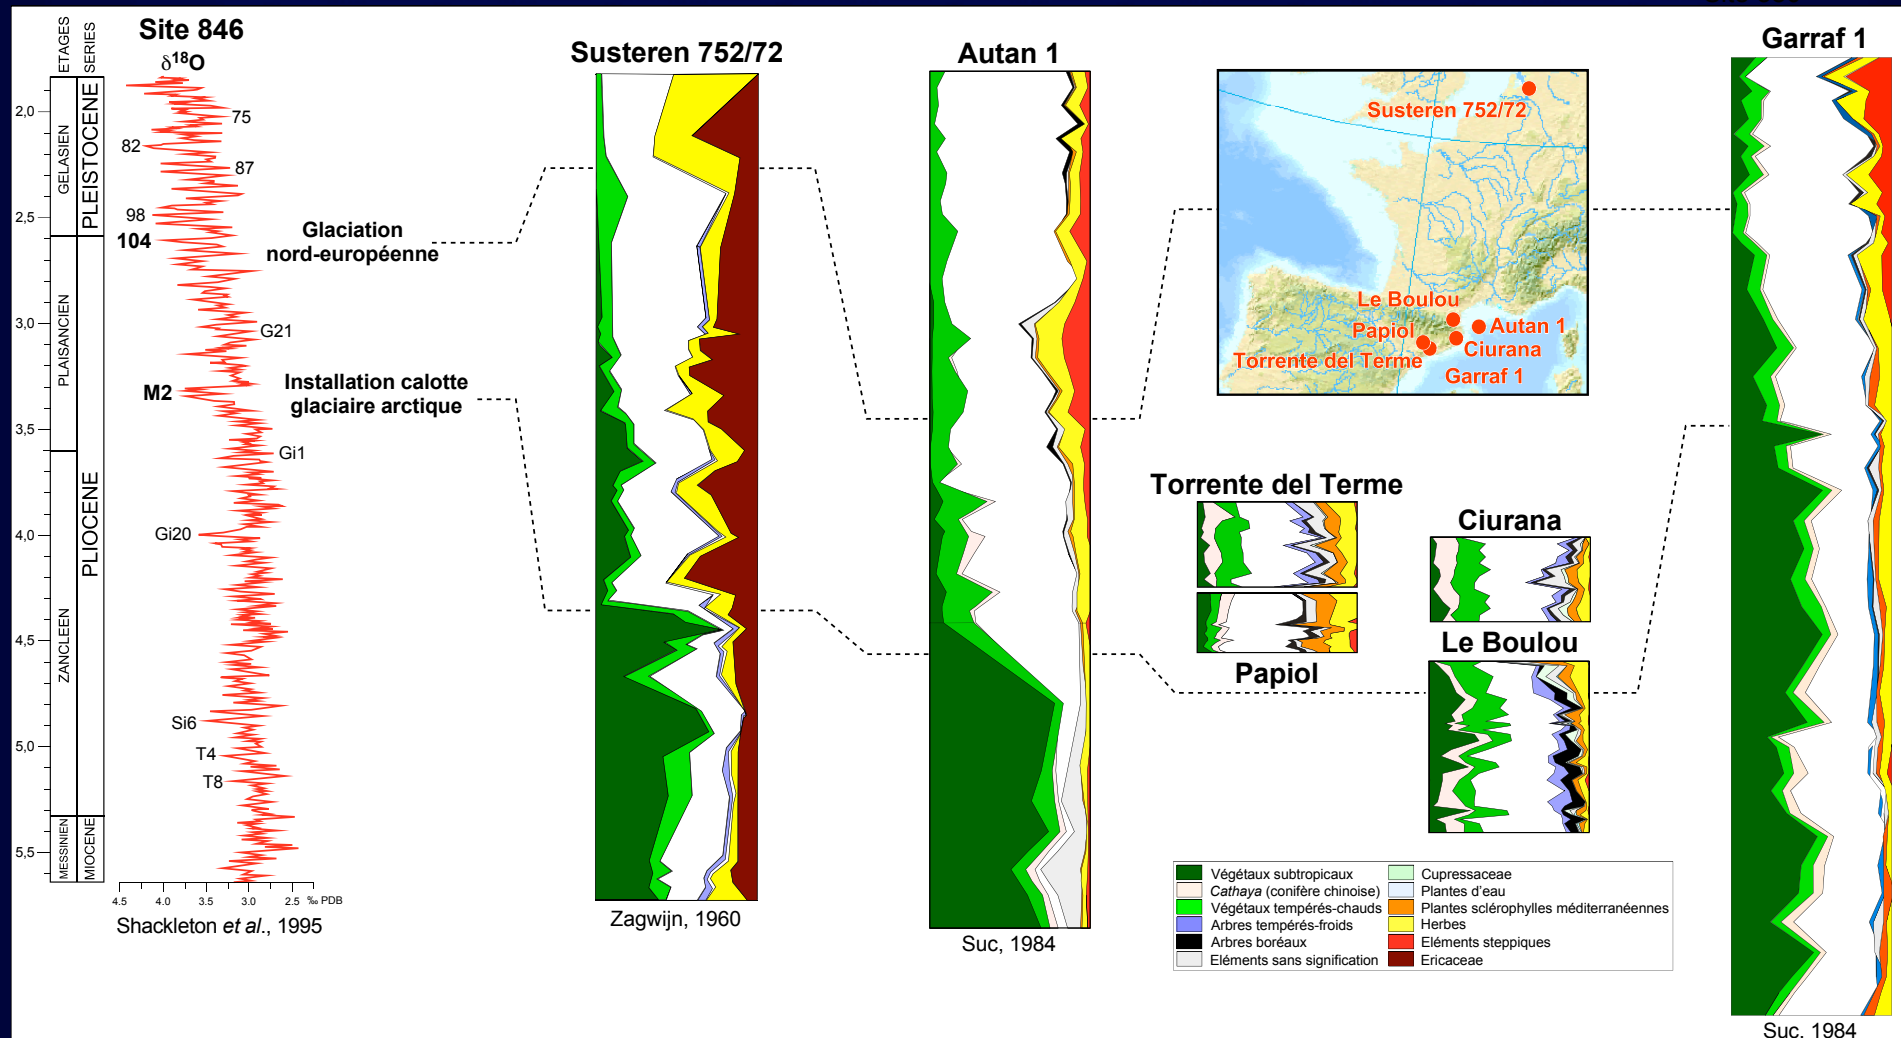 ETAGES
SERIES
Site 846
δ18O
GELASIEN
PLAISANCIEN
ZANCLEEN
MESSINIEN
PLEISTOCENE
PLIOCENE
MIOCENE
2,0
2,5
3,0
3,5
4,0
4,5
5,0
5,5
75
82
87
98
104
G21
M2
Gi1
Gi20
Si6
T4
T8
4.5 4.0 3.5 3.0 2.5 ‰ PDB
Shackleton et al., 1995
Glaciation
nord-européenne
Installation calotte
glaciaire arctique
Susteren 752/72
Zagwijn, 1960
Autan 1
Suc, 1984
Susteren 752/72
Le Boulou
Papiol
Autan 1
Ciurana
Torrente del Terme
Garraf 1
Torrente del Terme
Papiol
Ciurana
Le Boulou
Végétaux subtropicaux
Cathaya (conifère chinoise)
Végétaux tempérés-chauds
Arbres tempérés-froids
Arbres boréaux
Eléments sans signification
Cupressaceae
Plantes d'eau
Plantes sclérophylles méditerranéennes
Herbes
Eléments steppiques
Ericaceae
Garraf 1
Suc, 1984